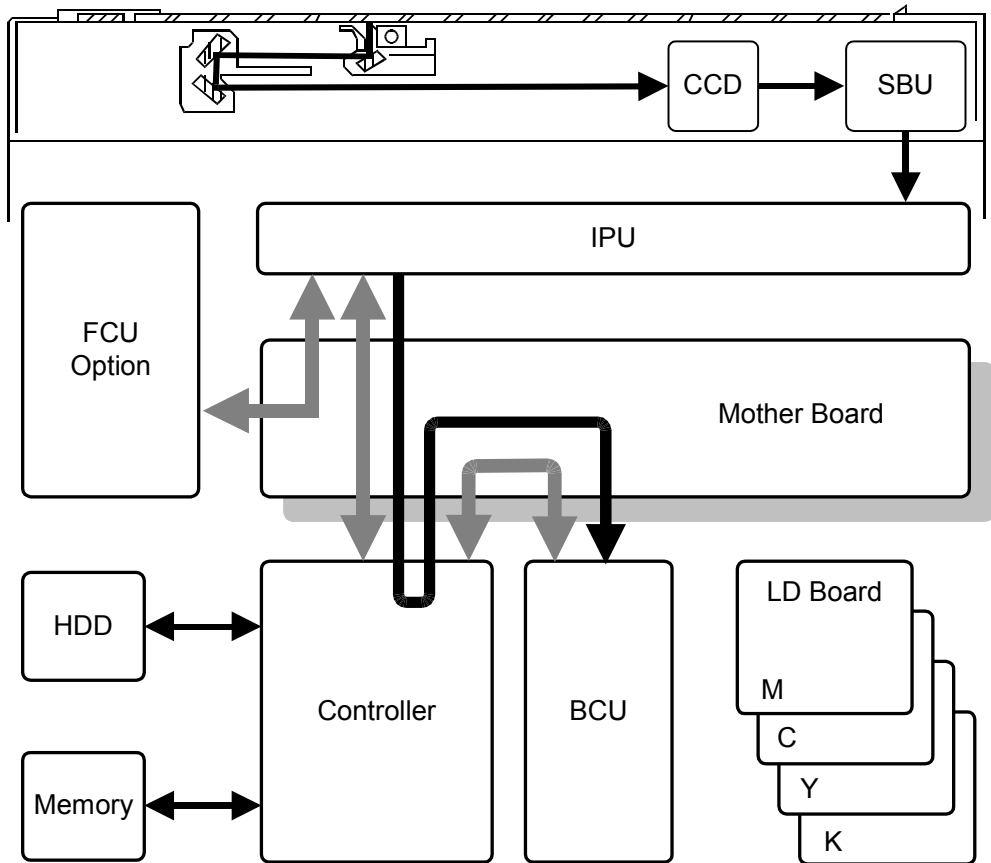 CCD
SBU
IPU
FCU
Option
Mother Board
HDD
Controller
BCU
LD Board
M
C
Y
K
Memory